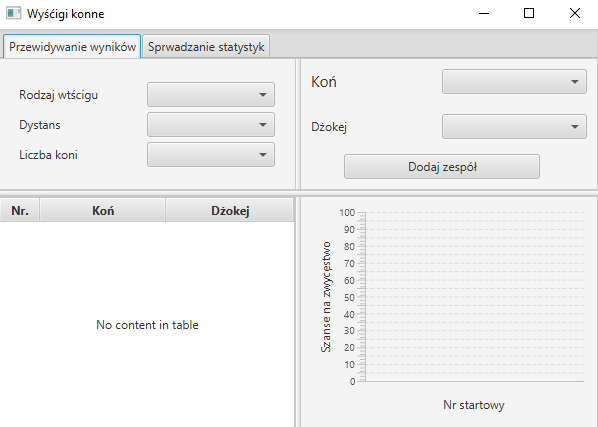 Wyśćigi konne
Przewidywanie wyników
Sprwadzanie statystyk
Rodzaj wtścigu
Dystans
Liczba koni
Koń
Dżokej
Dodaj zespół
Nr.
Koń
Dżokej
No content in table
Szanse na zwycęstwo
100
90
80
70
60
50
40
30
20
10
0
Nr startowy